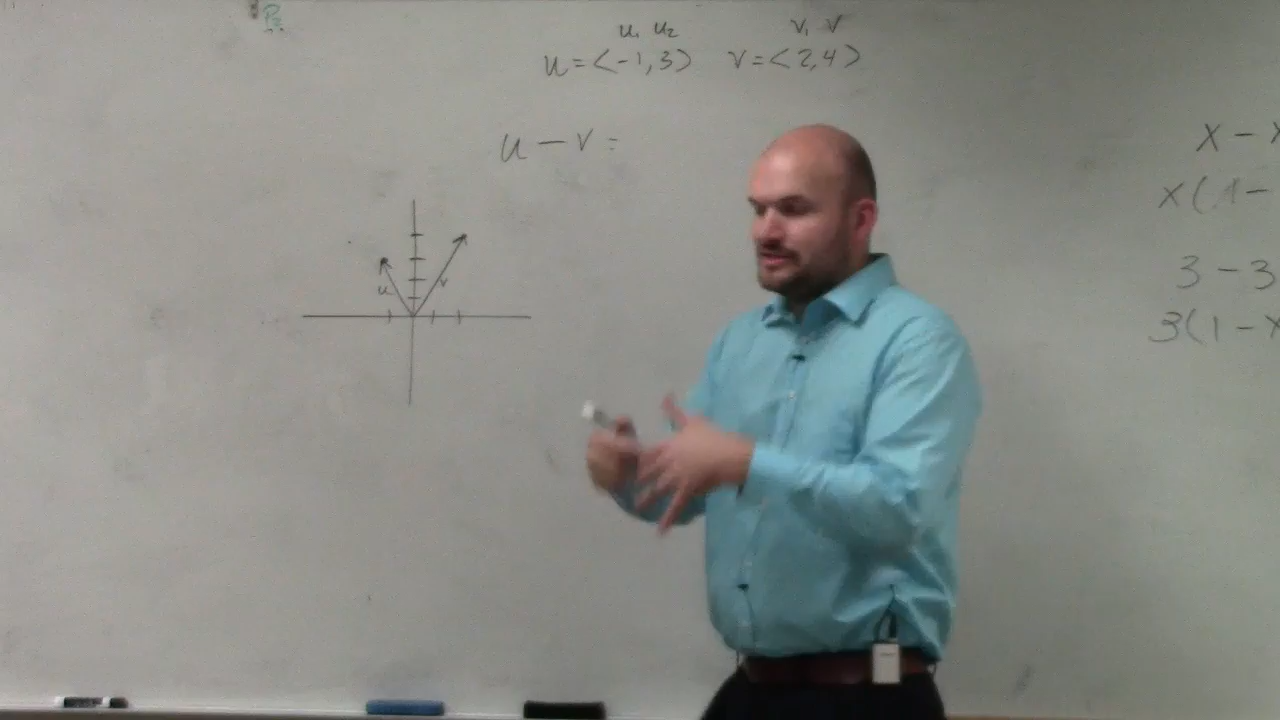 u₁ u₂ v₁ v
u = <-1, 3> v = <2, 4>
u - v =
u v
x -
x(1 -
3 - 3
3(1 - x